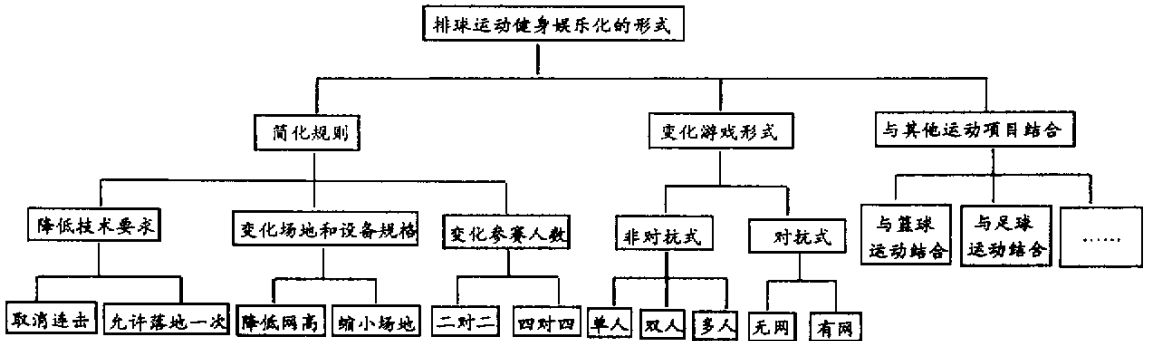 排球运动健身娱乐化的形式
简化规则
变化游戏形式
与其他运动项目结合
降低技术要求
变化场地和设备规格
变化参赛人数
非对抗式
对抗式
与篮球
运动结合
与足球
运动结合
……
取消连击
允许落地一次
降低网高
缩小场地
二对二
四对四
单人
双人
多人
无网
有网